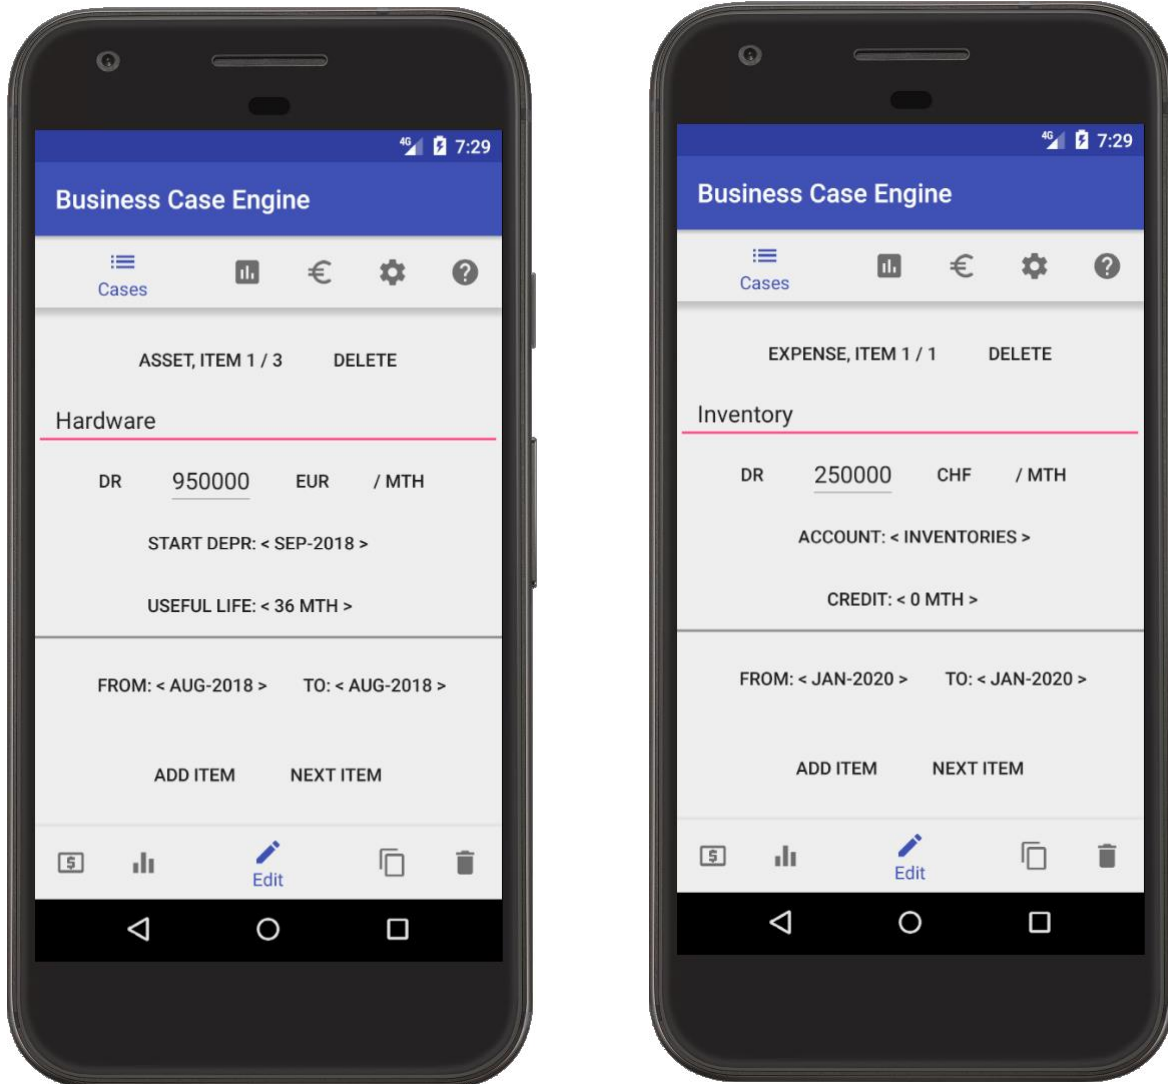 4G 7:29
Business Case Engine
Cases €
ASSET, ITEM 1 / 3 DELETE
Hardware
DR 950000 EUR / MTH
START DEPR: < SEP-2018 >
USEFUL LIFE: < 36 MTH >
FROM: < AUG-2018 > TO: < AUG-2018 >
ADD ITEM NEXT ITEM
Edit
4G 7:29
Business Case Engine
Cases €
EXPENSE, ITEM 1 / 1 DELETE
Inventory
DR 250000 CHF / MTH
ACCOUNT: < INVENTORIES >
CREDIT: < 0 MTH >
FROM: < JAN-2020 > TO: < JAN-2020 >
ADD ITEM NEXT ITEM
Edit